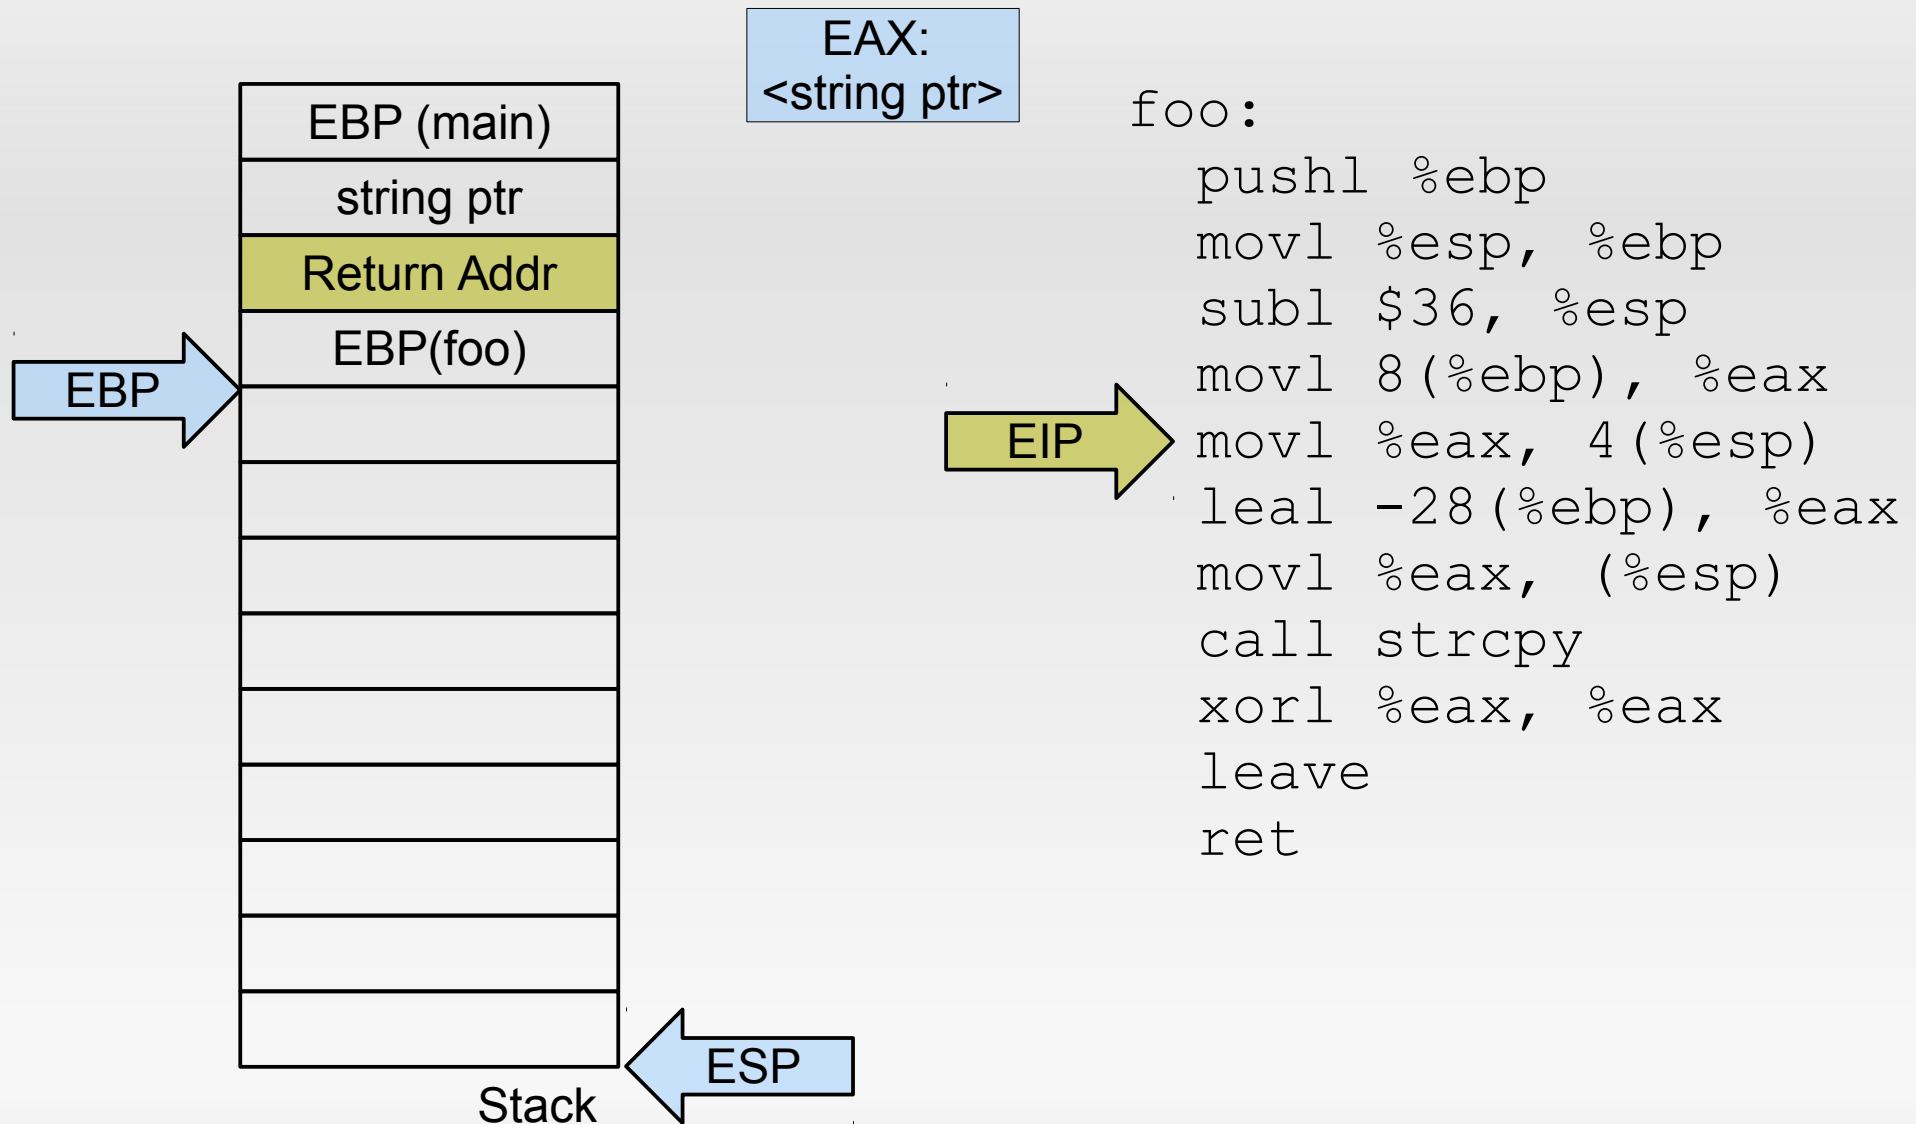 EAX:
<string ptr>
EBP (main)
string ptr
Return Addr
EBP(foo)
EBP
ESP
Stack
EIP
foo:
pushl %ebp
movl %esp, %ebp
subl $36, %esp
movl 8(%ebp), %eax
movl %eax, 4(%esp)
leal -28(%ebp), %eax
movl %eax, (%esp)
call strcpy
xorl %eax, %eax
leave
ret